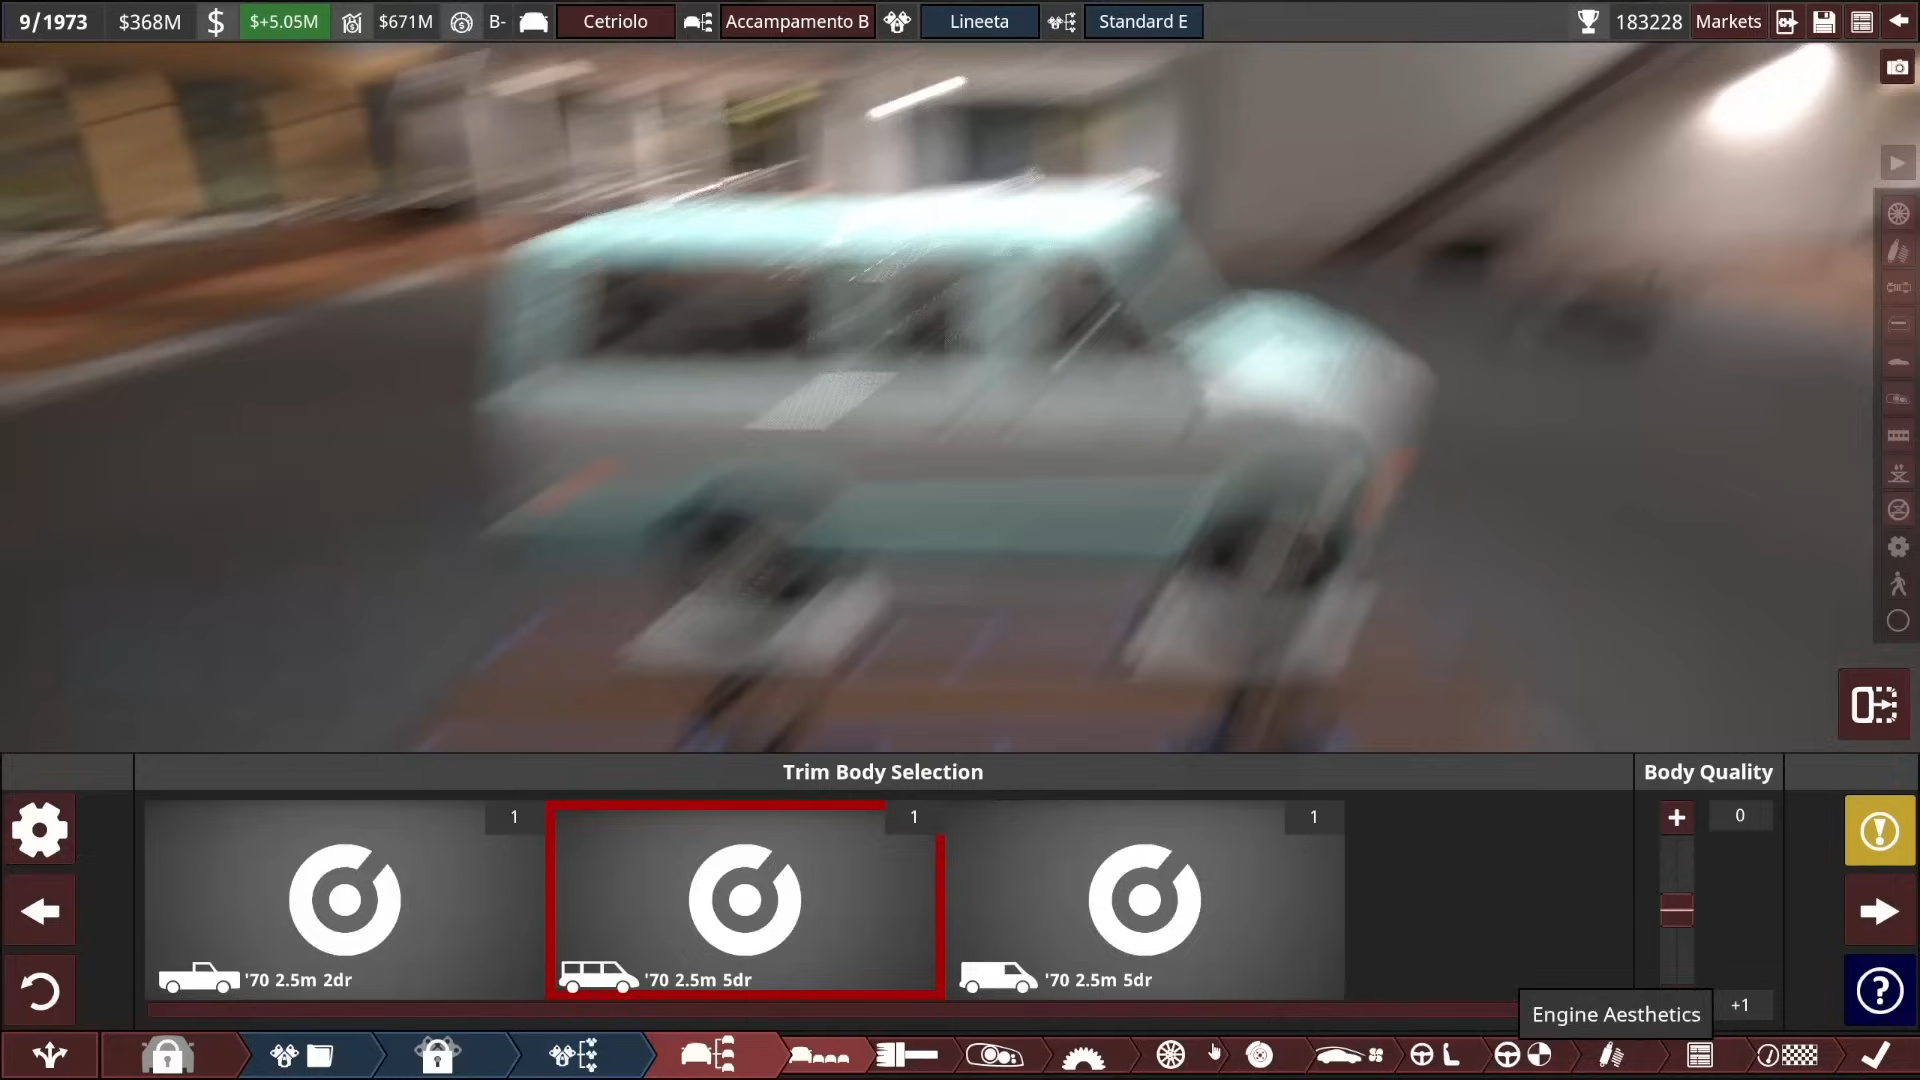 9/1973 $368M $+5.05M $671M B- Cetriolo Accampamento B Lineeta Standard E 183228 Markets
Trim Body Selection Body Quality
1 1 1 0
'70 2.5m 2dr '70 2.5m 5dr '70 2.5m 5dr
+1
Engine Aesthetics